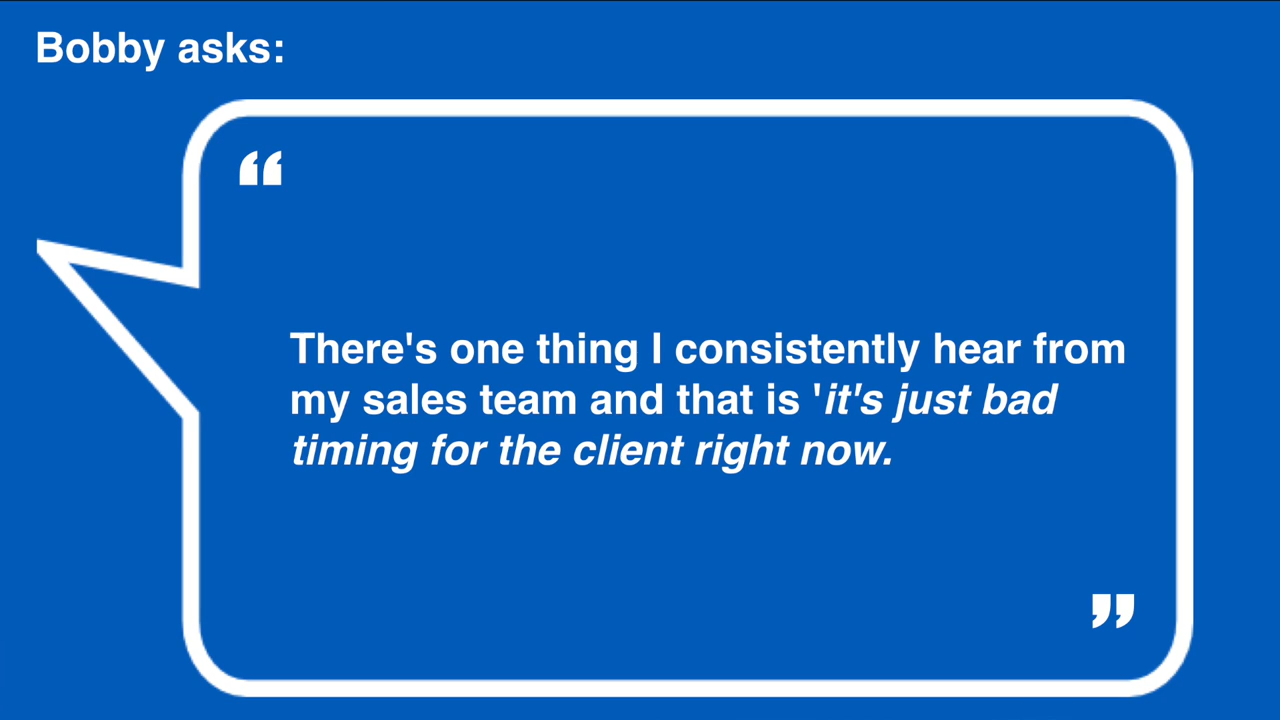 Bobby asks:
“
There's one thing I consistently hear from
my sales team and that is 'it's just bad
timing for the client right now.
”